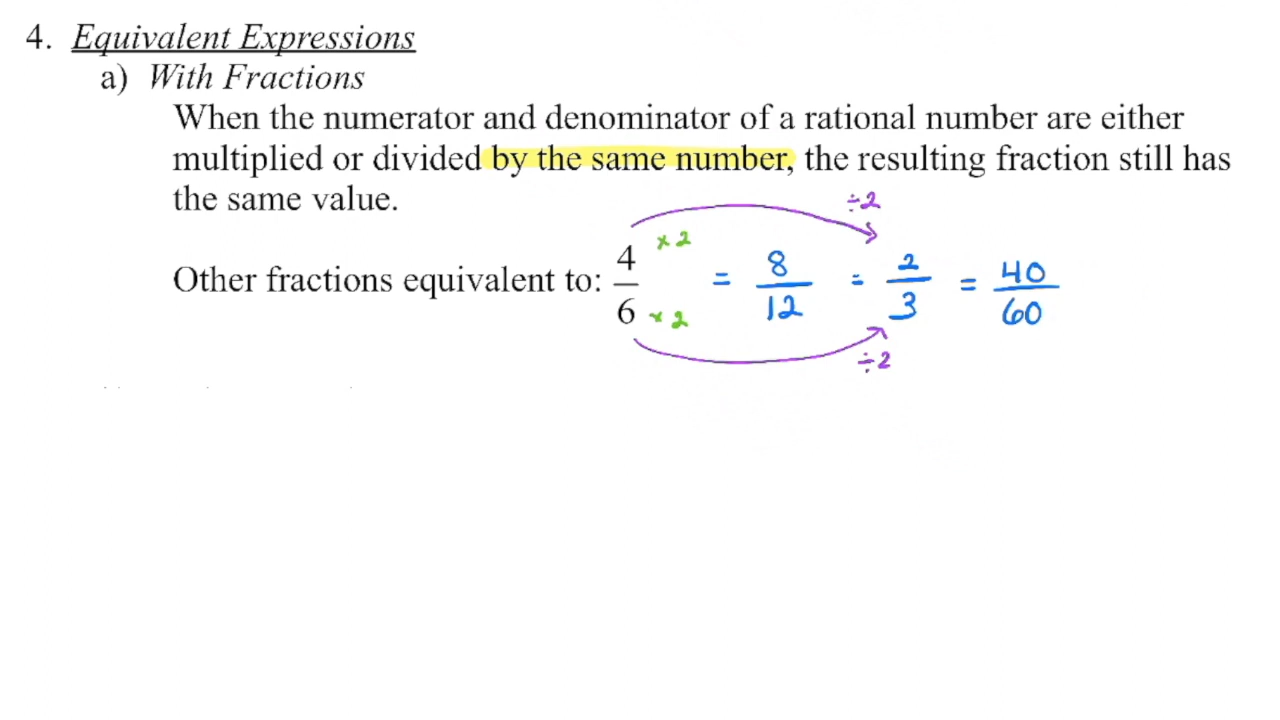 4. Equivalent Expressions
a) With Fractions
When the numerator and denominator of a rational number are either
multiplied or divided by the same number, the resulting fraction still has
the same value.
÷2
Other fractions equivalent to: 4/6 ×2 ×2 = 8/12 = 2/3 = 40/60
÷2